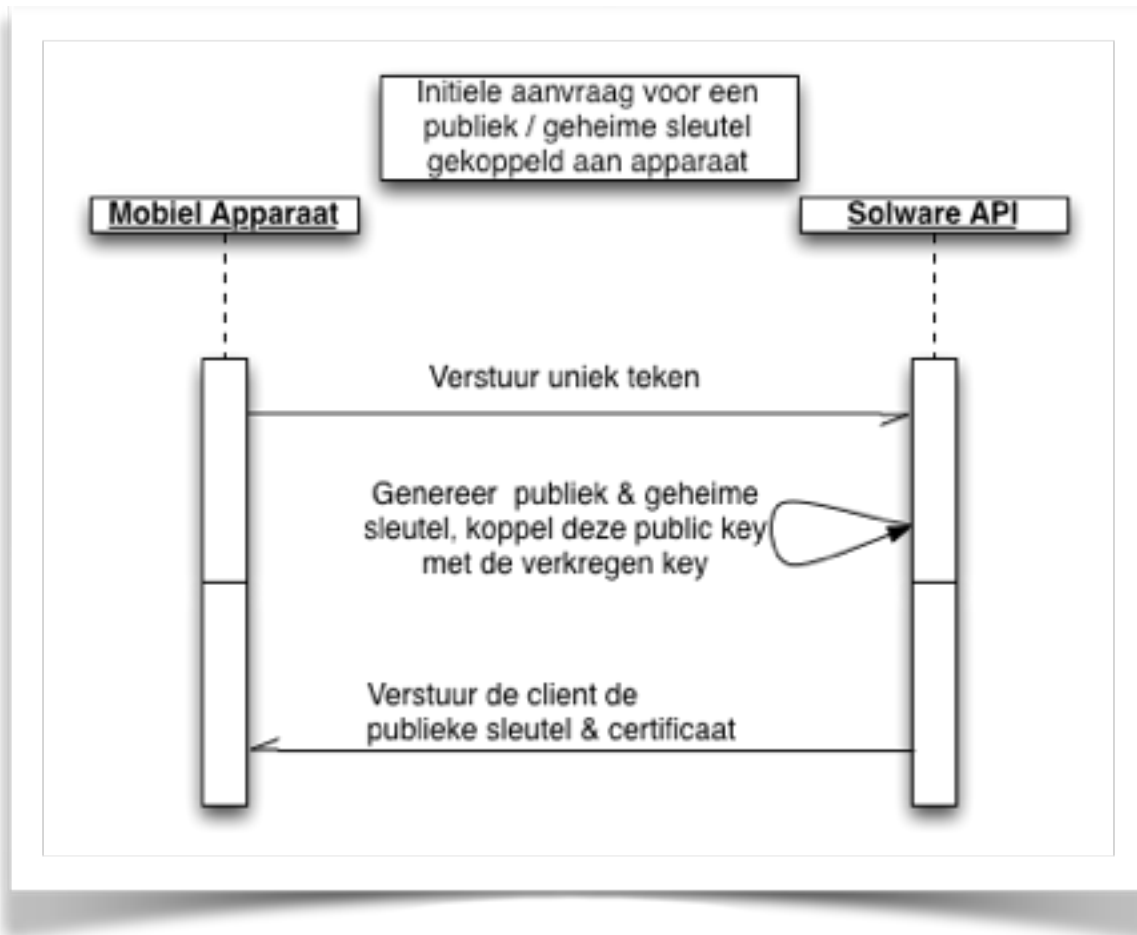 Initiele aanvraag voor een
publiek / geheime sleutel
gekoppeld aan apparaat
Mobiel Apparaat
Solware API
Verstuur uniek teken
Genereer publiek & geheime
sleutel, koppel deze public key
met de verkregen key
Verstuur de client de
publieke sleutel & certificaat